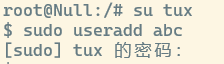 root@Null:/# su tux
$ sudo useradd abc
[sudo] tux 的密码：